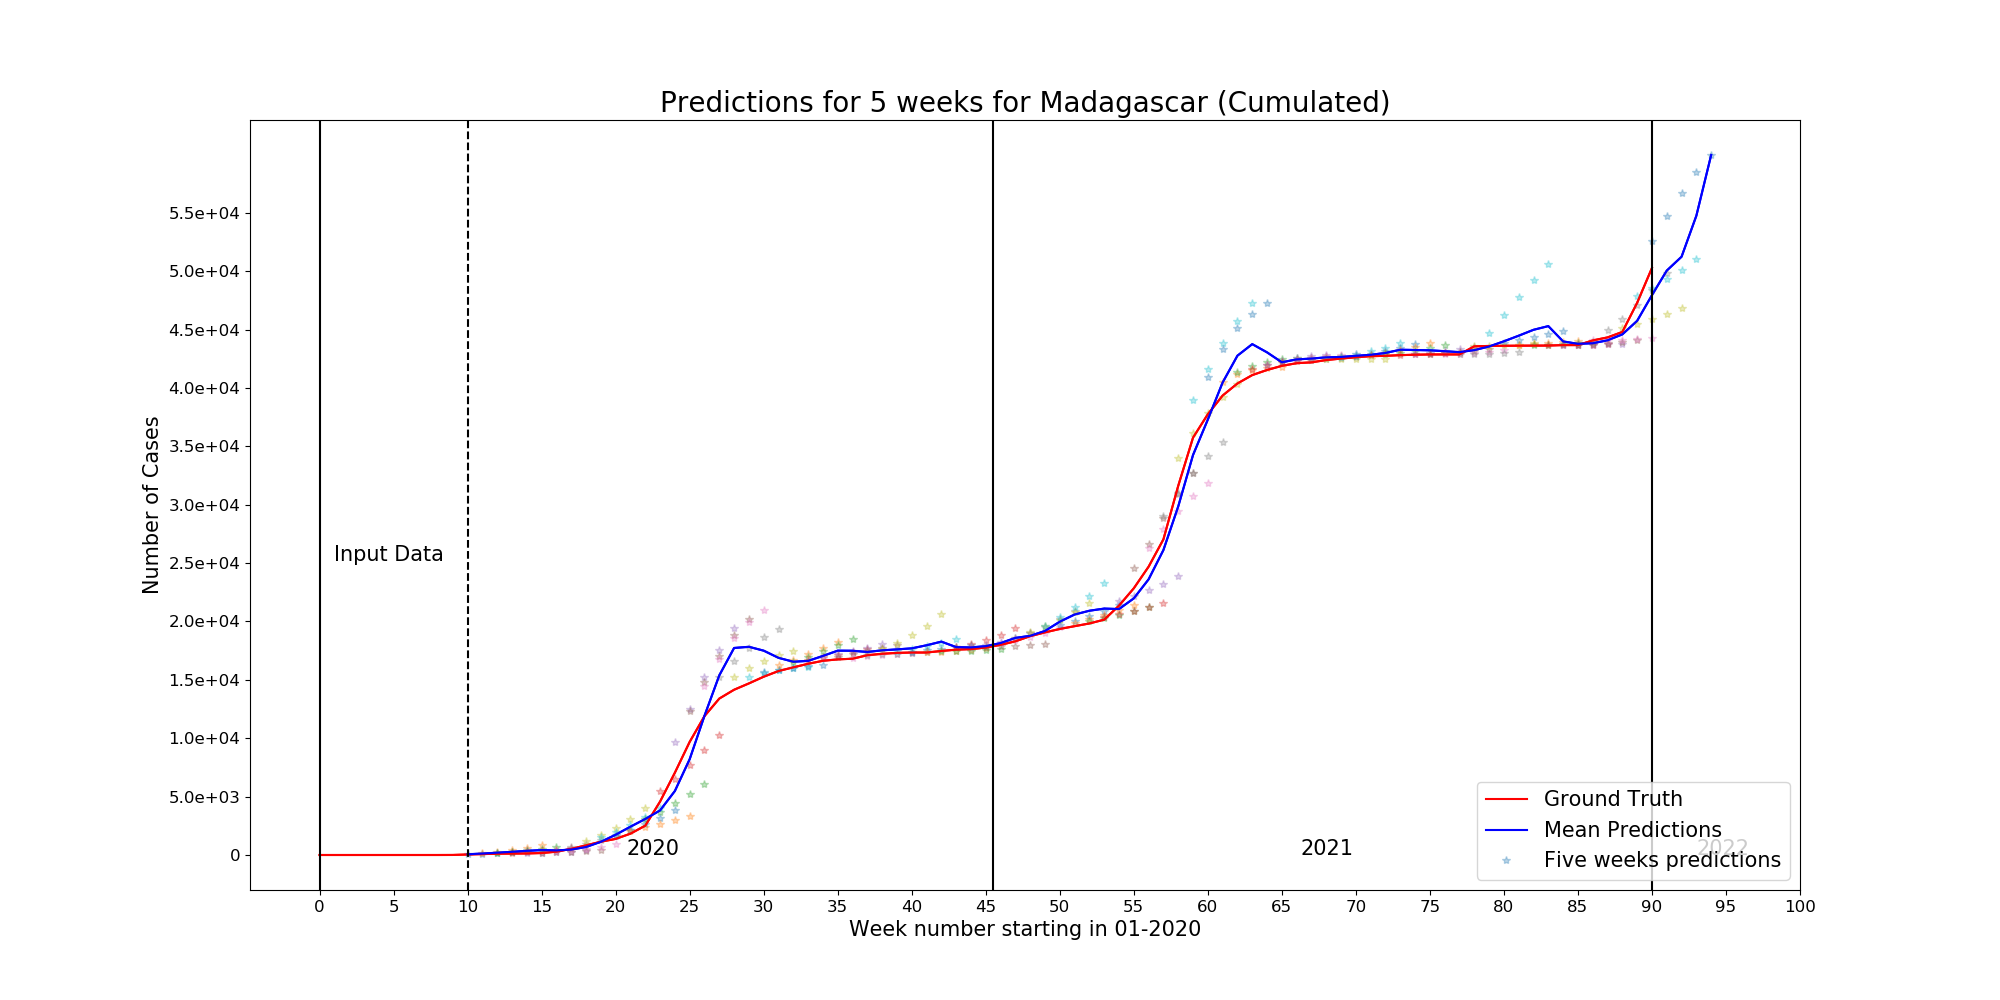 Predictions for 5 weeks for Madagascar (Cumulated)
Number of Cases
5.5e+04
5.0e+04
4.5e+04
4.0e+04
3.5e+04
3.0e+04
2.5e+04
2.0e+04
1.5e+04
1.0e+04
5.0e+03
0
Input Data
2020
2021
2022
Ground Truth
Mean Predictions
Five weeks predictions
0 5 10 15 20 25 30 35 40 45 50 55 60 65 70 75 80 85 90 95 100
Week number starting in 01-2020